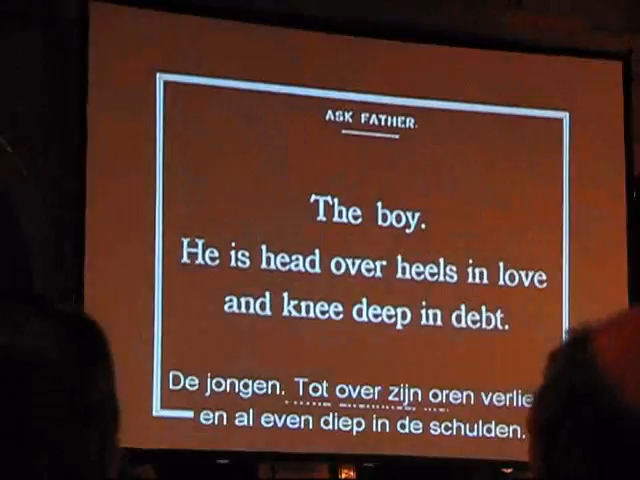 ASK FATHER.
The boy.
He is head over heels in love
and knee deep in debt.
De jongen. Tot over zijn oren verlie
en al even diep in de schulden.